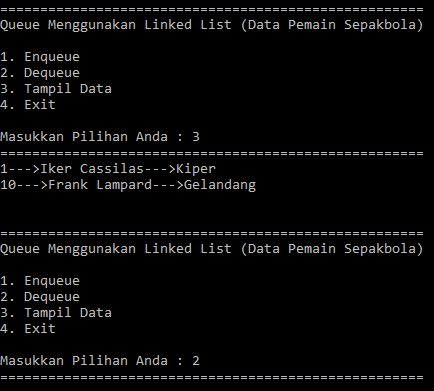 =====================================================
Queue Menggunakan Linked List (Data Pemain Sepakbola)
1. Enqueue
2. Dequeue
3. Tampil Data
4. Exit
Masukkan Pilihan Anda : 3
=====================================================
1--->Iker Cassilas--->Kiper
10--->Frank Lampard--->Gelandang
=====================================================
Queue Menggunakan Linked List (Data Pemain Sepakbola)
1. Enqueue
2. Dequeue
3. Tampil Data
4. Exit
Masukkan Pilihan Anda : 2
=====================================================